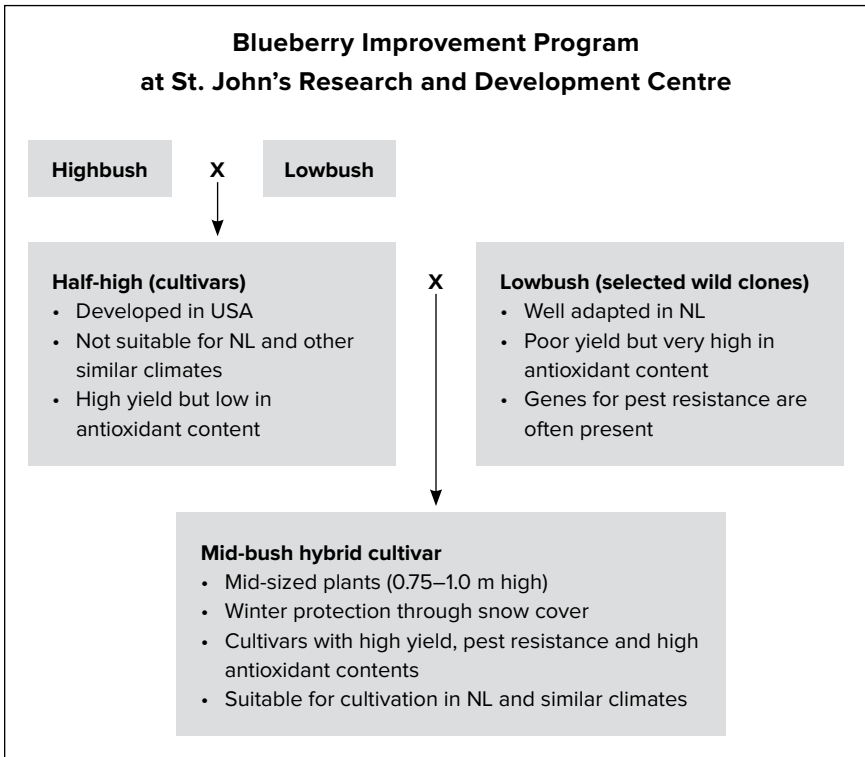 Blueberry Improvement Program
at St. John’s Research and Development Centre
Highbush X Lowbush
Half-high (cultivars)
• Developed in USA
• Not suitable for NL and other
similar climates
• High yield but low in
antioxidant content
X
Lowbush (selected wild clones)
• Well adapted in NL
• Poor yield but very high in
antioxidant content
• Genes for pest resistance are
often present
Mid-bush hybrid cultivar
• Mid-sized plants (0.75–1.0 m high)
• Winter protection through snow cover
• Cultivars with high yield, pest resistance and high
antioxidant contents
• Suitable for cultivation in NL and similar climates